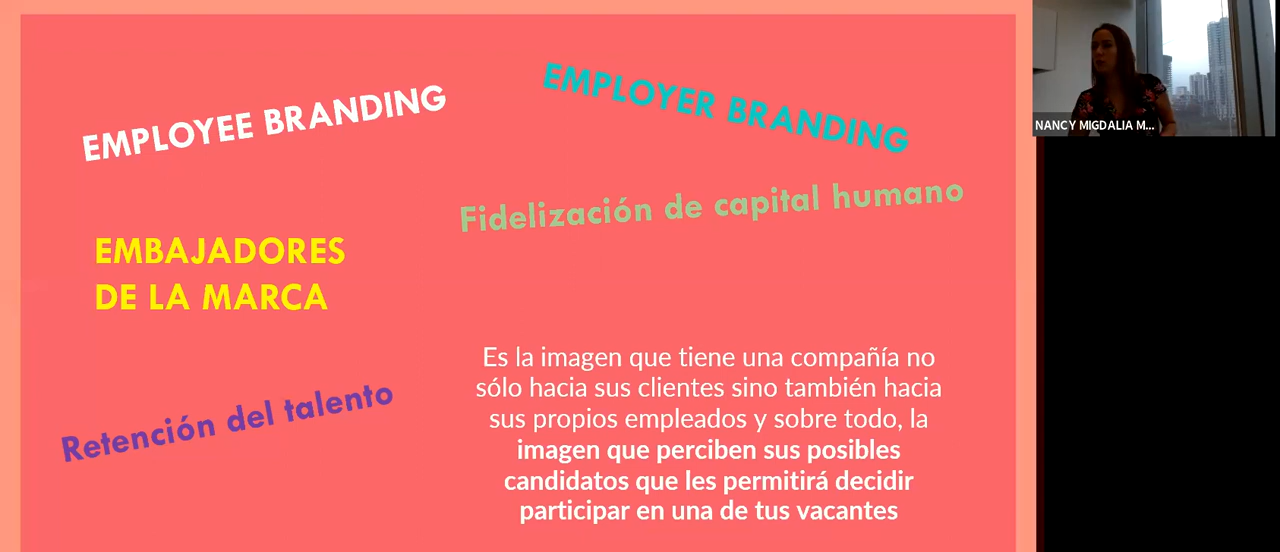 EMPLOYEE BRANDING
EMPLOYER BRANDING
Fidelización de capital humano
EMBAJADORES
DE LA MARCA
Retención del talento
Es la imagen que tiene una compañía no
sólo hacia sus clientes sino también hacia
sus propios empleados y sobre todo, la
imagen que perciben sus posibles
candidatos que les permitirá decidir
participar en una de tus vacantes
NANCY MIGDALIA M...